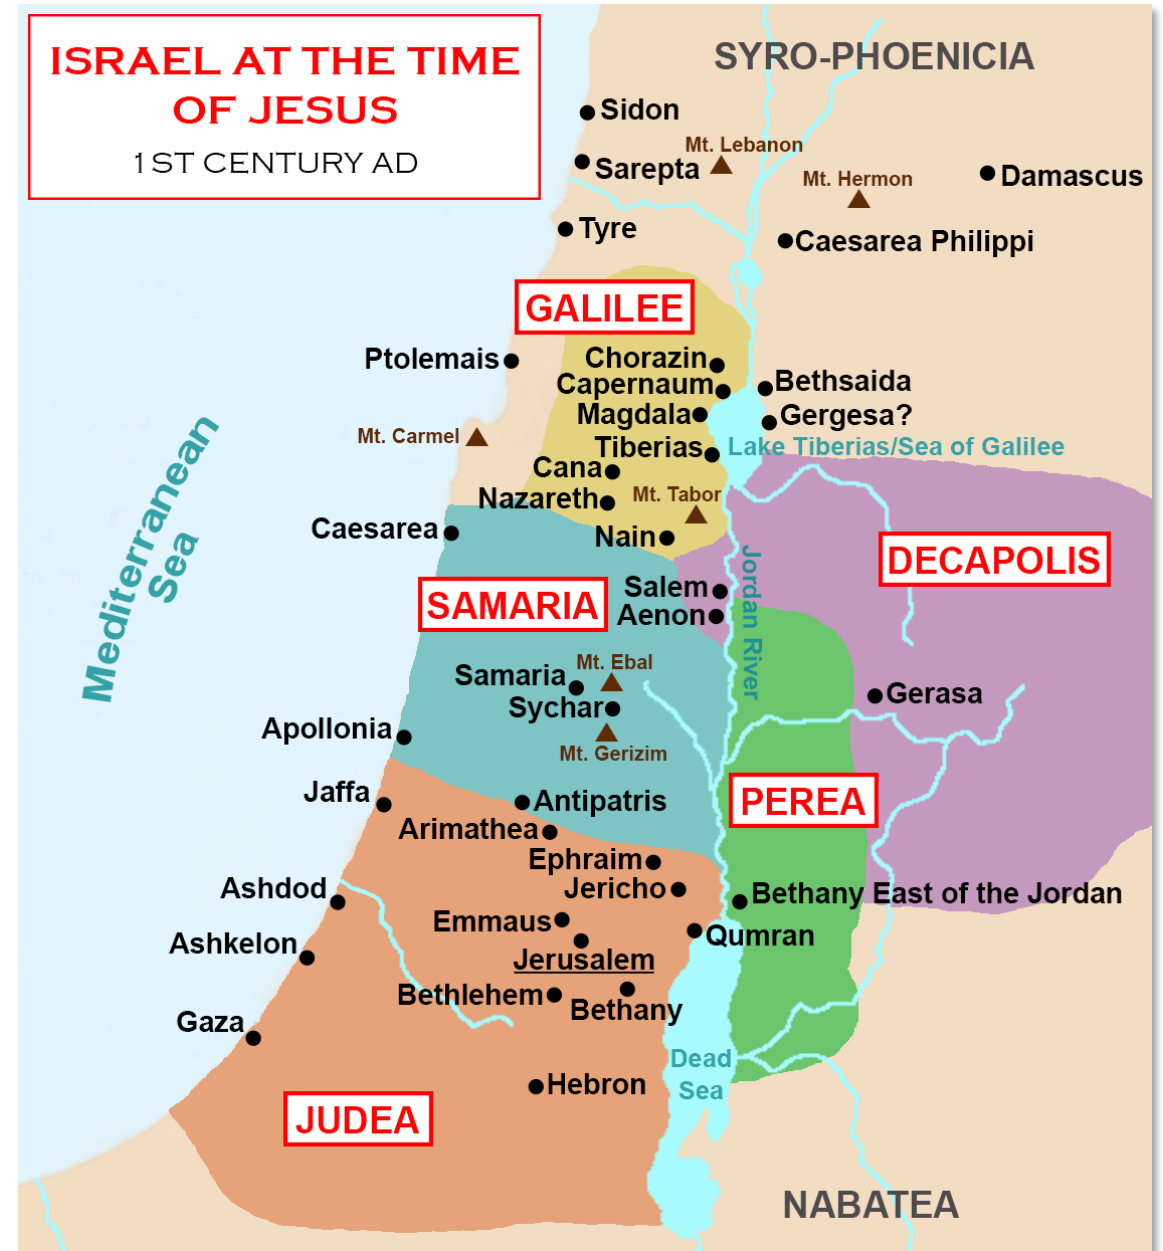 ISRAEL AT THE TIME
OF JESUS
1ST CENTURY AD
SYRO-PHOENICIA
Sidon
Mt. Lebanon
Sarepta
Mt. Hermon
Damascus
Tyre
Caesarea Philippi
GALILEE
Ptolemais
Chorazin
Capernaum
Bethsaida
Magdala
Gergesa?
Mt. Carmel
Tiberias
Lake Tiberias/Sea of Galilee
Cana
Nazareth
Mt. Tabor
Caesarea
Nain
Mediterranean
Sea
DECAPOLIS
Jordan River
SAMARIA
Salem
Aenon
Mt. Ebal
Samaria
Sychar
Gerasa
Apollonia
Mt. Gerizim
Jaffa
Antipatris
PEREA
Arimathea
Ephraim
Jericho
Ashdod
Bethany East of the Jordan
Emmaus
Qumran
Ashkelon
Jerusalem
Bethlehem
Bethany
Gaza
Dead
Sea
Hebron
JUDEA
NABATEA